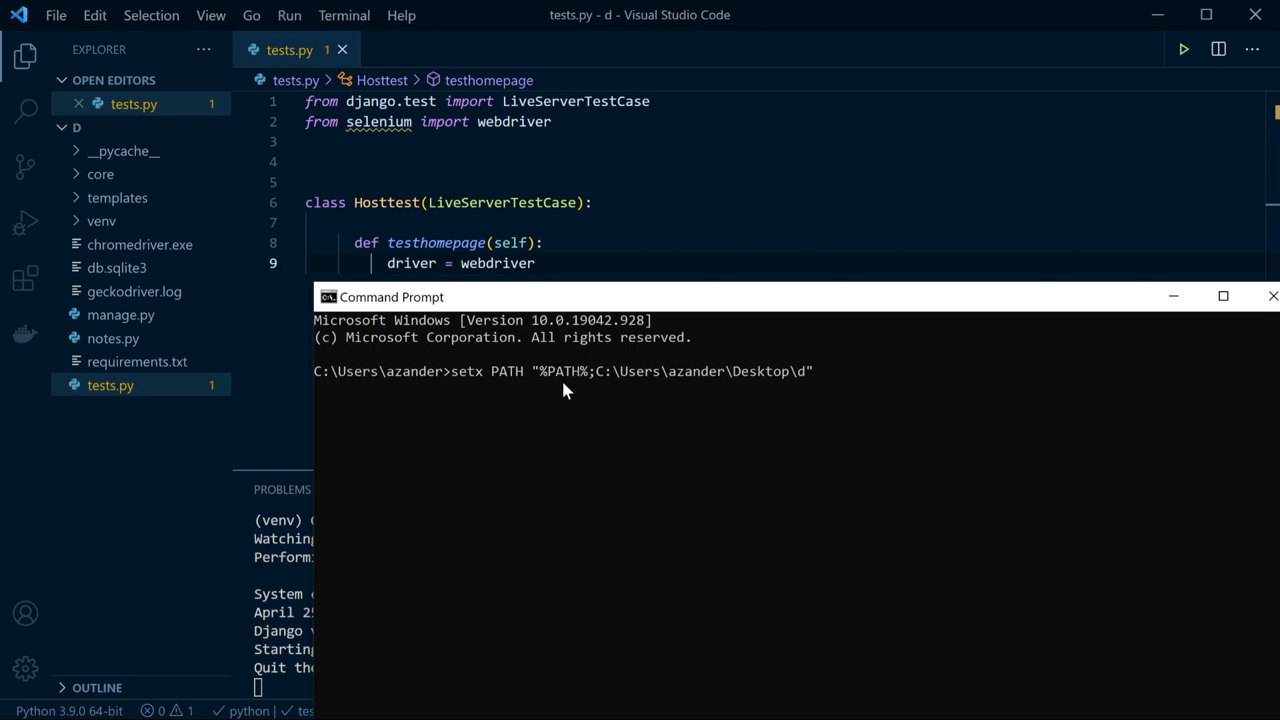 File Edit Selection View Go Run Terminal Help
tests.py - d - Visual Studio Code
EXPLORER
OPEN EDITORS
tests.py 1
D
__pycache__
core
templates
venv
chromedriver.exe
db.sqlite3
geckodriver.log
manage.py
notes.py
requirements.txt
tests.py 1
OUTLINE
tests.py 1
tests.py > Hosttest > testhomepage
1 from django.test import LiveServerTestCase
2 from selenium import webdriver
3
4
5
6 class Hosttest(LiveServerTestCase):
7
8 def testhomepage(self):
9 driver = webdriver
Command Prompt
Microsoft Windows [Version 10.0.19042.928]
(c) Microsoft Corporation. All rights reserved.
C:\Users\azander>setx PATH "%PATH%;C:\Users\azander\Desktop\d"
PROBLEMS
(venv)
Watching
Performi
System
April 2
Django
Starting
Quit the
Python 3.9.0 64-bit 0 1 python | tes